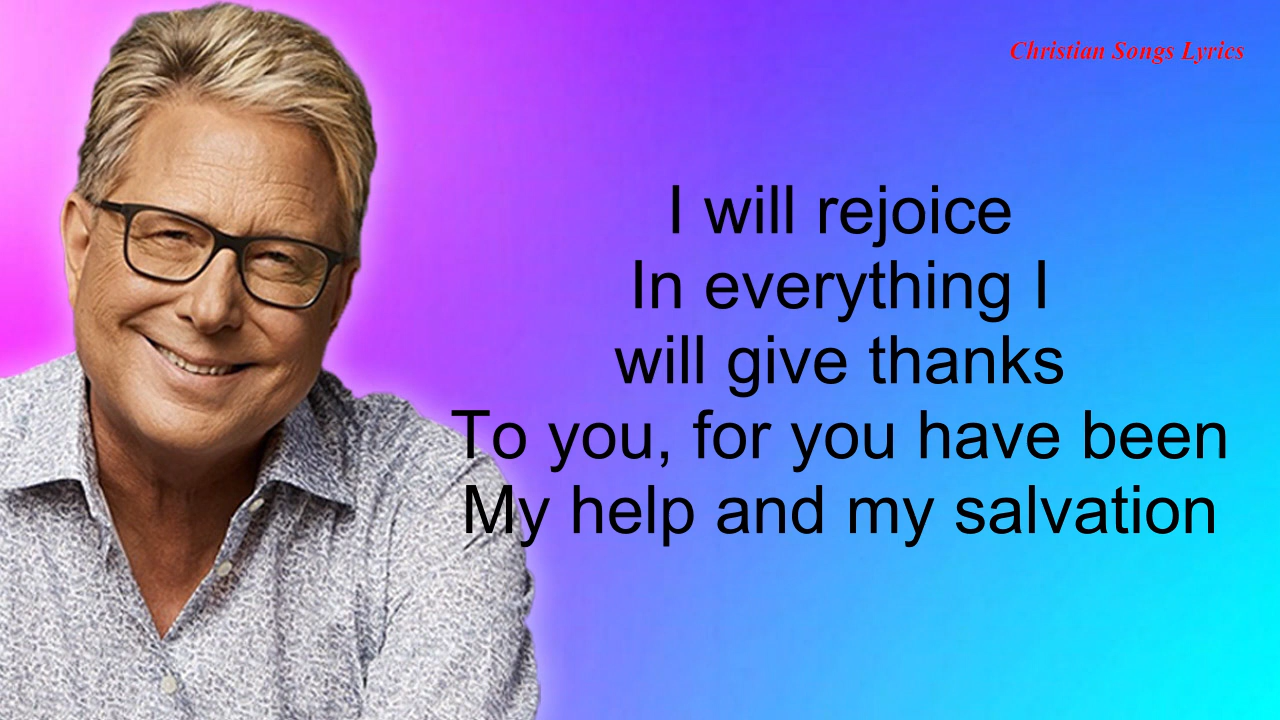 Christian Songs Lyrics
I will rejoice
In everything I
will give thanks
To you, for you have been
My help and my salvation